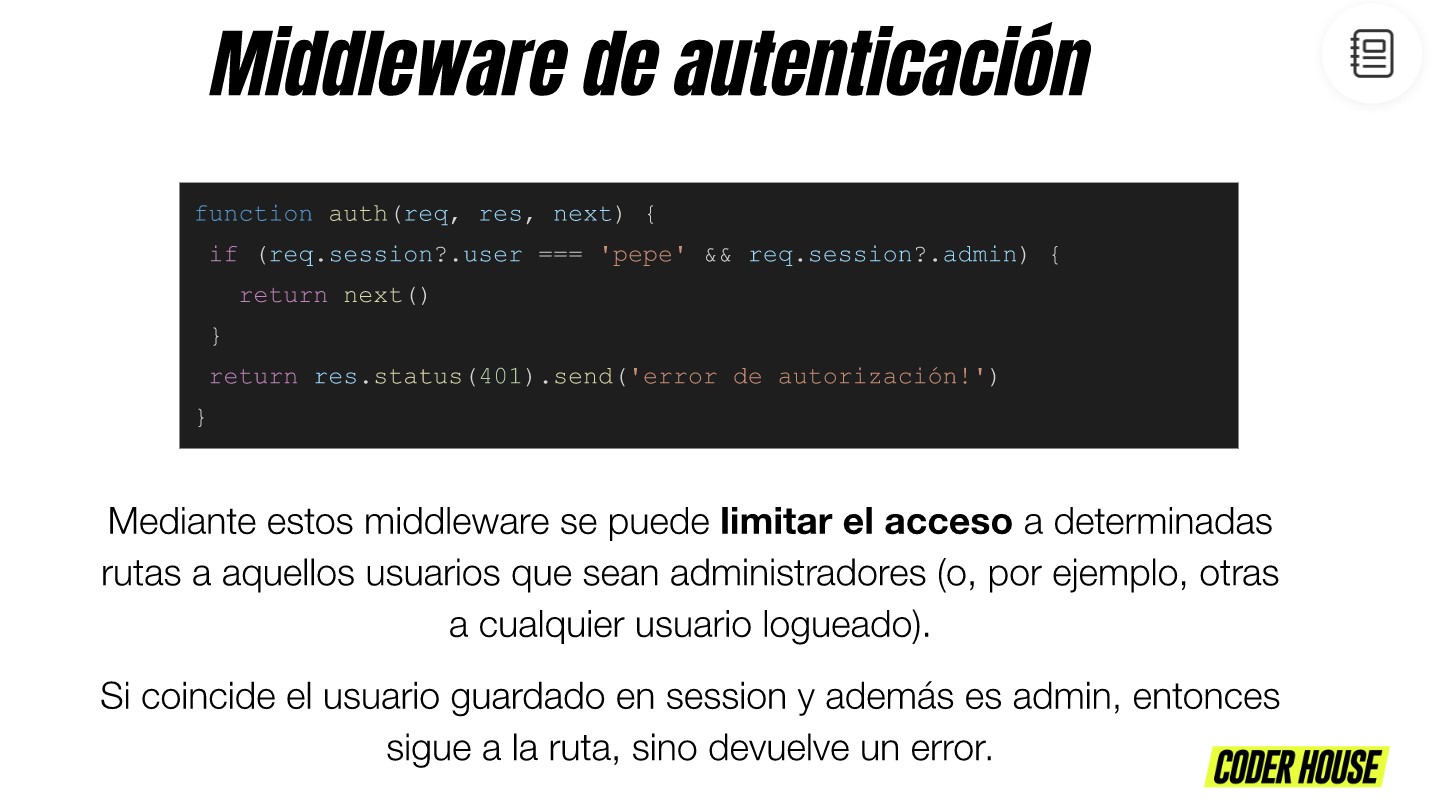 Middleware de autenticación
function auth(req, res, next) {
if (req.session?.user === 'pepe' && req.session?.admin) {
return next()
}
return res.status(401).send('error de autorización!')
}
Mediante estos middleware se puede limitar el acceso a determinadas
rutas a aquellos usuarios que sean administradores (o, por ejemplo, otras
a cualquier usuario logueado).
Si coincide el usuario guardado en session y además es admin, entonces
sigue a la ruta, sino devuelve un error.
CODER HOUSE